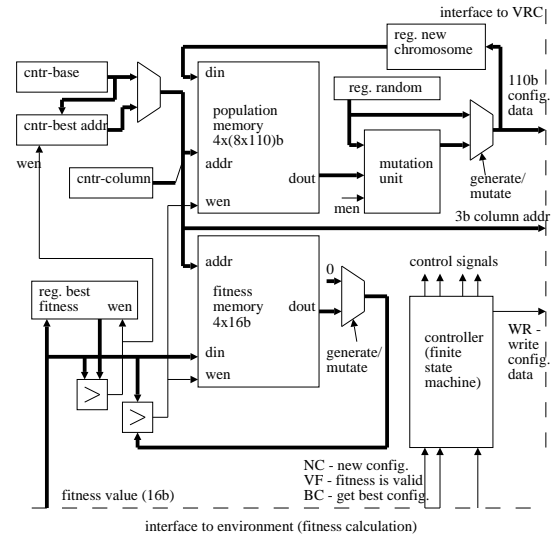 interface to VRC
reg. new
chromosome
cntr-base
din
reg. random
110b
config.
data
cntr-best addr
population
memory
4x(8x110)b
wen
addr
mutation
unit
cntr-column
dout
generate/
mutate
wen
men
3b column addr
addr
0
control signals
reg. best
fitness
wen
fitness
memory
4x16b
dout
controller
(finite
state
machine)
WR -
write
config.
data
generate/
mutate
din
>
wen
>
NC - new config.
VF - fitness is valid
BC - get best config.
fitness value (16b)
interface to environment (fitness calculation)